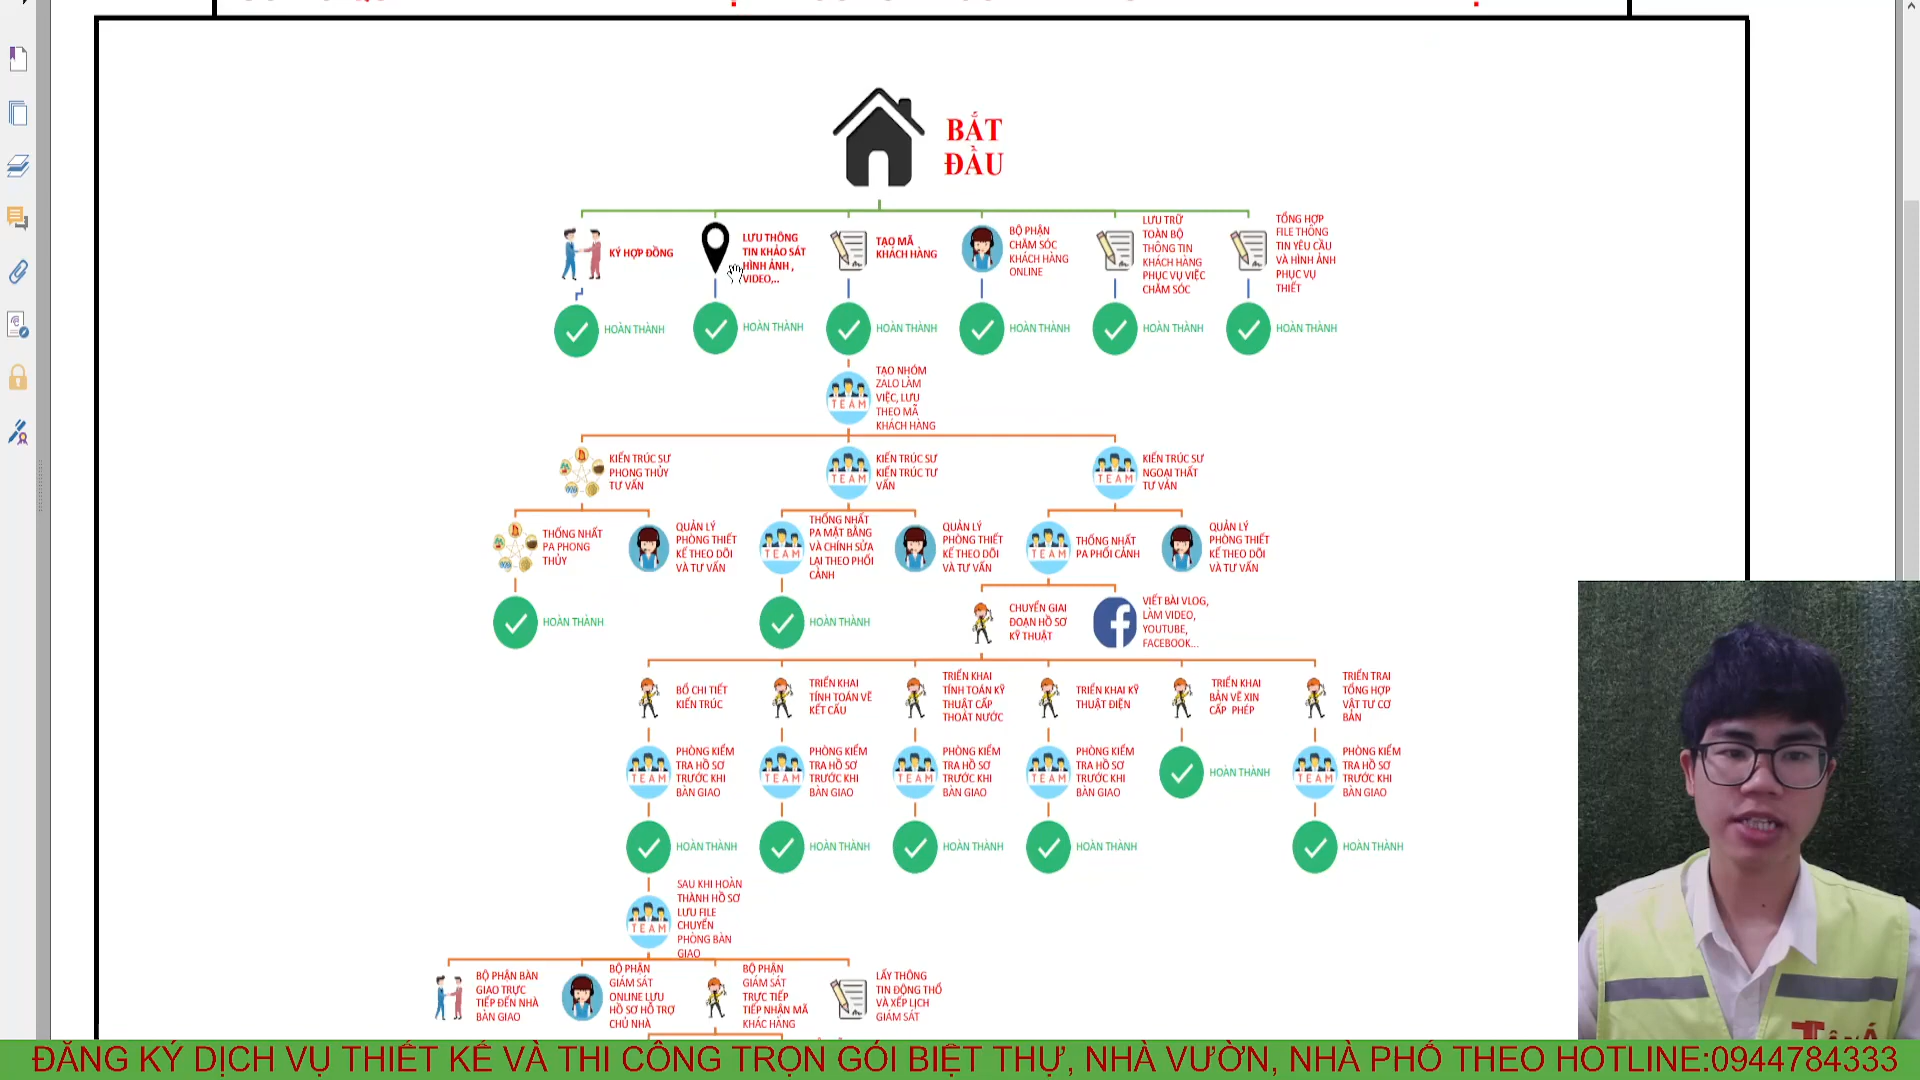 BẮT
ĐẦU
KÝ HỢP ĐỒNG
LƯU THÔNG
TIN KHẢO SÁT
HÌNH ẢNH ,
VIDEO,..
TẠO MÃ
KHÁCH HÀNG
BỘ PHẬN
CHĂM SÓC
KHÁCH HÀNG
ONLINE
LƯU TRỮ
TOÀN BỘ
THÔNG TIN
KHÁCH HÀNG
PHỤC VỤ VIỆC
CHĂM SÓC
TỔNG HỢP
FILE THÔNG
TIN YÊU CẦU
VÀ HÌNH ẢNH
PHỤC VỤ
THIẾT
HOÀN THÀNH
HOÀN THÀNH
HOÀN THÀNH
HOÀN THÀNH
HOÀN THÀNH
HOÀN THÀNH
TEAM
TẠO NHÓM
ZALO LÀM
VIỆC, LƯU
THEO MÃ
KHÁCH HÀNG
KIẾN TRÚC SƯ
PHONG THỦY
TƯ VẤN
TEAM
KIẾN TRÚC SƯ
KIẾN TRÚC TƯ
VẤN
TEAM
KIẾN TRÚC SƯ
NGOẠI THẤT
TƯ VẤN
THỐNG NHẤT
PA PHONG
THỦY
QUẢN LÝ
PHÒNG THIẾT
KẾ THEO DÕI
VÀ TƯ VẤN
TEAM
THỐNG NHẤT
PA MẶT BẰNG
VÀ CHỈNH SỬA
LẠI THEO PHỐI
CẢNH
QUẢN LÝ
PHÒNG THIẾT
KẾ THEO DÕI
VÀ TƯ VẤN
TEAM
THỐNG NHẤT
PA PHỐI CẢNH
QUẢN LÝ
PHÒNG THIẾT
KẾ THEO DÕI
VÀ TƯ VẤN
HOÀN THÀNH
HOÀN THÀNH
CHUYỂN GIAI
ĐOẠN HỒ SƠ
KỸ THUẬT
VIẾT BÀI VLOG,
LÀM VIDEO,
YOUTUBE,
FACEBOOK...
BỔ CHI TIẾT
KIẾN TRÚC
TRIỂN KHAI
TÍNH TOÁN VẼ
KẾT CẤU
TRIỂN KHAI
TÍNH TOÁN KỸ
THUẬT CẤP
THOÁT NƯỚC
TRIỂN KHAI KỸ
THUẬT ĐIỆN
TRIỂN KHAI
BẢN VẼ XIN
CẤP PHÉP
TRIỂN TRAI
TỔNG HỢP
VẬT TƯ CƠ
BẢN
TEAM
PHÒNG KIỂM
TRA HỒ SƠ
TRƯỚC KHI
BÀN GIAO
TEAM
PHÒNG KIỂM
TRA HỒ SƠ
TRƯỚC KHI
BÀN GIAO
TEAM
PHÒNG KIỂM
TRA HỒ SƠ
TRƯỚC KHI
BÀN GIAO
TEAM
PHÒNG KIỂM
TRA HỒ SƠ
TRƯỚC KHI
BÀN GIAO
HOÀN THÀNH
TEAM
PHÒNG KIỂM
TRA HỒ SƠ
TRƯỚC KHI
BÀN GIAO
HOÀN THÀNH
HOÀN THÀNH
HOÀN THÀNH
HOÀN THÀNH
HOÀN THÀNH
TEAM
SAU KHI HOÀN
THÀNH HỒ SƠ
LƯU FILE
CHUYỂN
PHÒNG BÀN
GIAO
BỘ PHẬN BÀN
GIAO TRỰC
TIẾP ĐẾN NHÀ
BÀN GIAO
BỘ PHẬN
GIÁM SÁT
ONLINE LƯU
HỒ SƠ HỖ TRỢ
CHỦ NHÀ
BỘ PHẬN
GIÁM SÁT
TRỰC TIẾP
TIẾP NHẬN MÃ
KHÁC HÀNG
LẤY THÔNG
TIN ĐỘNG THỔ
VÀ XẾP LỊCH
GIÁM SÁT
ĐĂNG KÝ DỊCH VỤ THIẾT KẾ VÀ THI CÔNG TRỌN GÓI BIỆT THỰ, NHÀ VƯỜN, NHÀ PHỐ THEO HOTLINE:0944784333